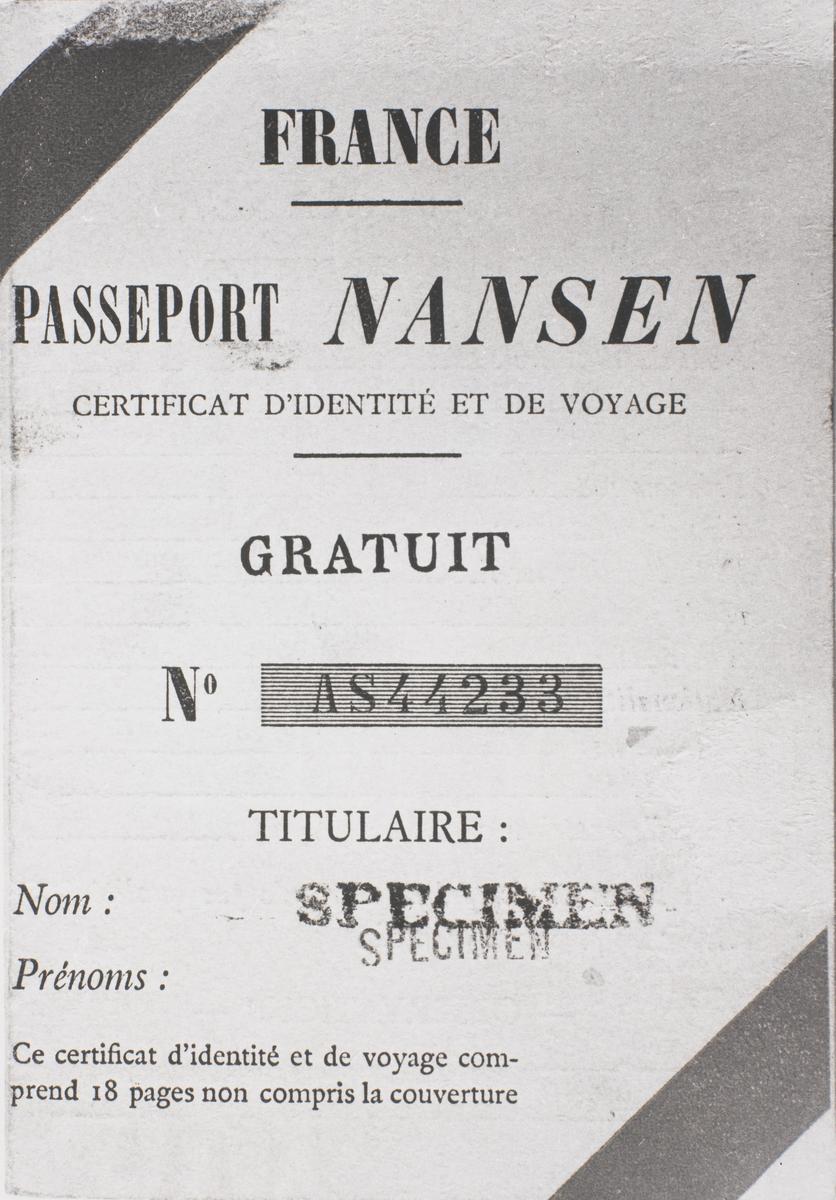 FRANCE
PASSEPORT NANSEN
CERTIFICAT D'IDENTITÉ ET DE VOYAGE
GRATUIT
Nº AS44233
TITULAIRE :
Nom : SPECIMEN
SPECIMEN
Prénoms :
Ce certificat d'identité et de voyage com-
prend 18 pages non compris la couverture